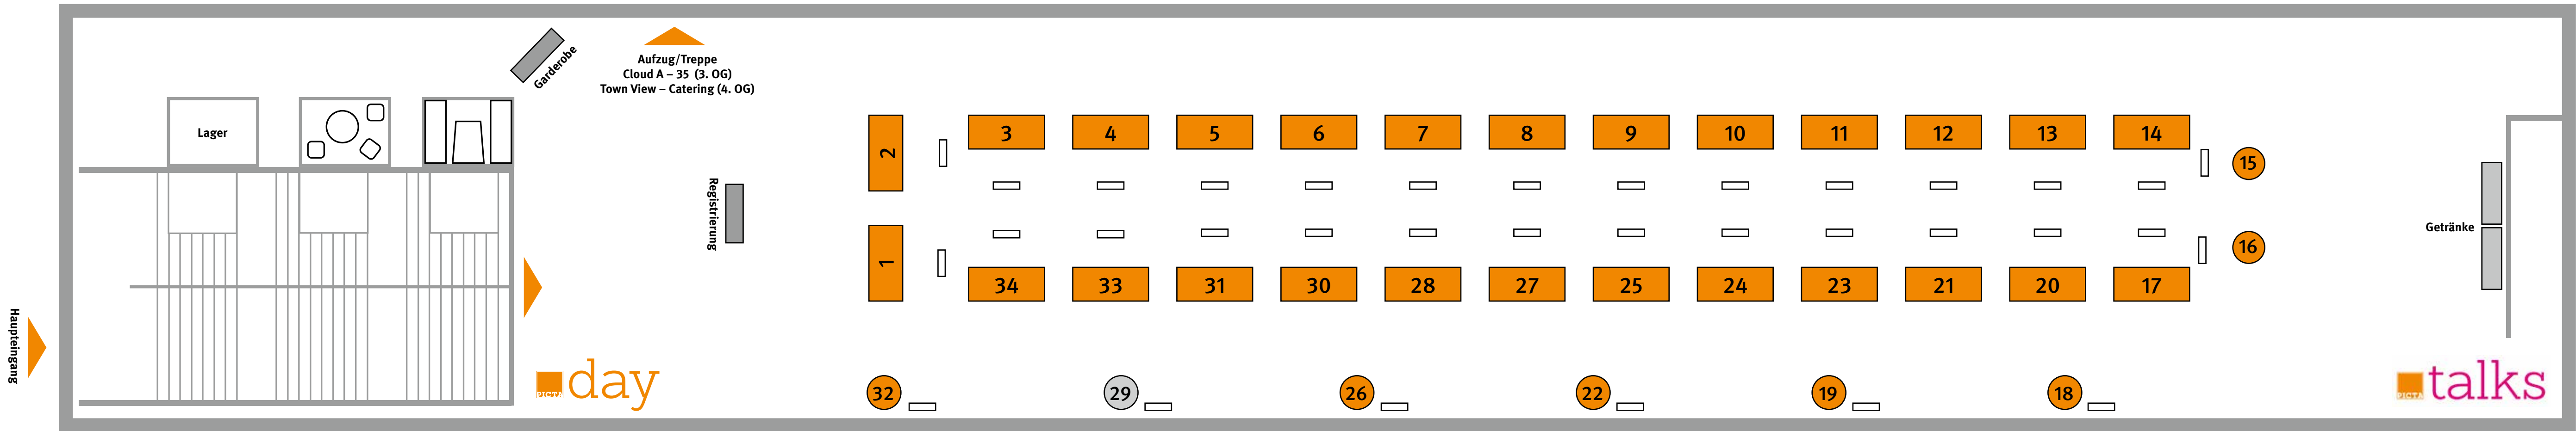 Garderobe
Aufzug/Treppe
Cloud A – 35 (3. OG)
Town View – Catering (4. OG)
Lager
2
3
4
5
6
7
8
9
10
11
12
13
14
15
Registrierung
Getränke
1
16
34
33
31
30
28
27
25
24
23
21
20
17
Haupteingang
PICTA
day
32
29
26
22
19
18
PICTA
talks